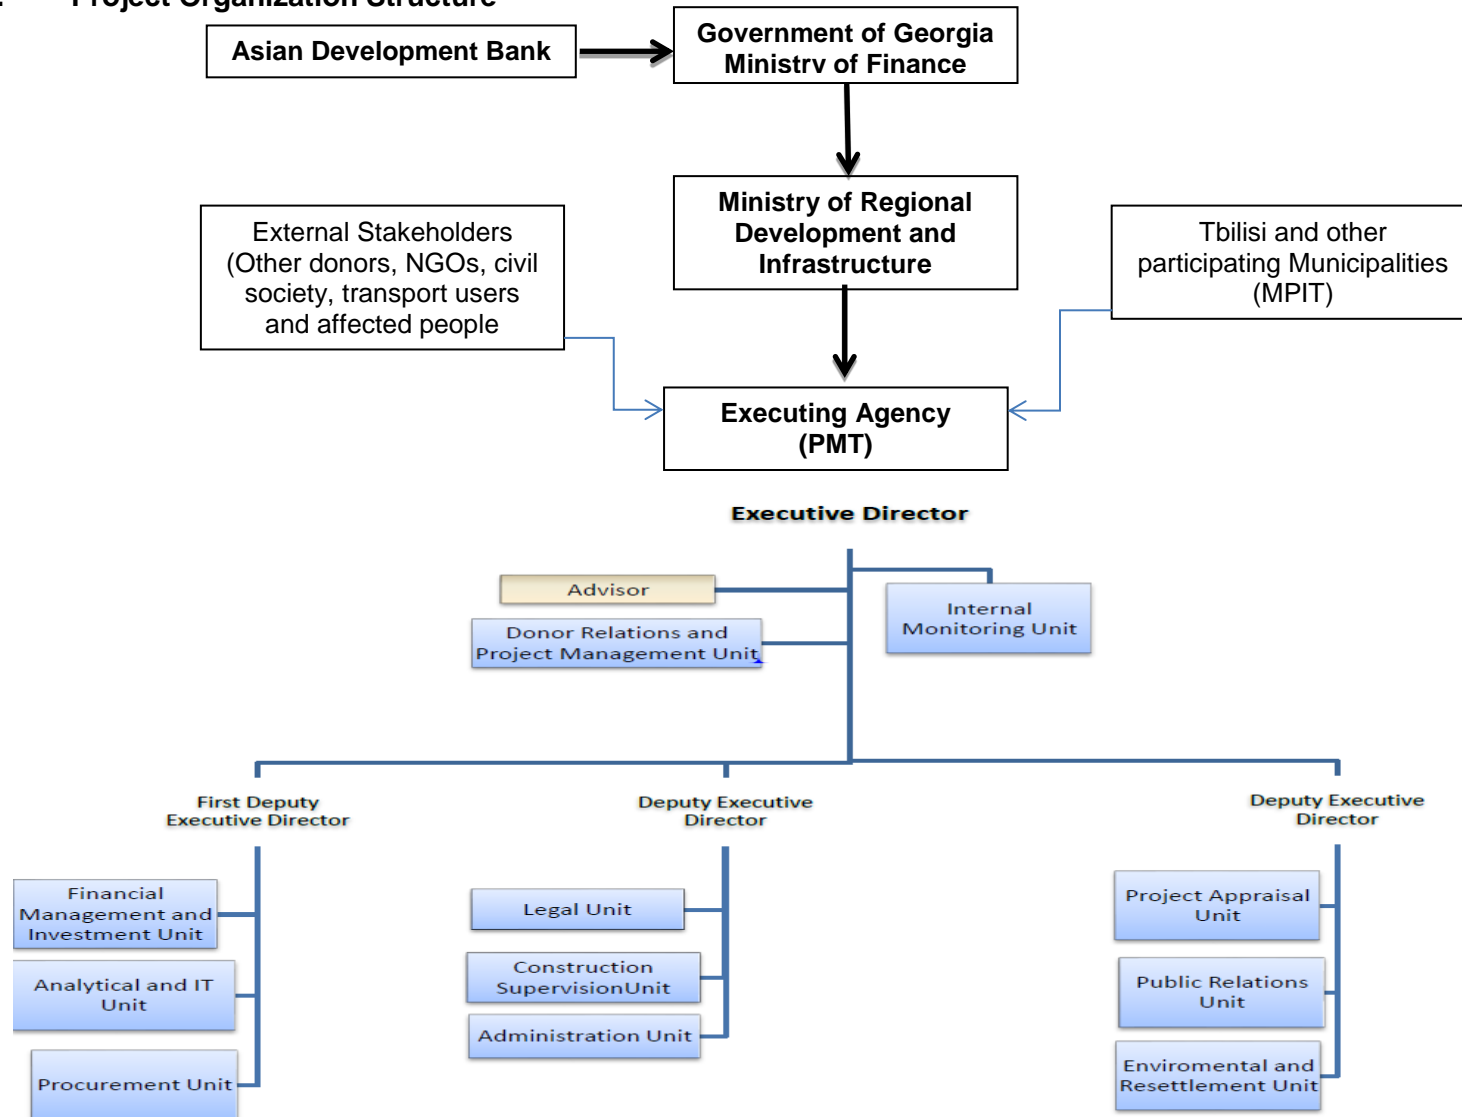 Project Organization Structure
Asian Development Bank
Government of Georgia
Ministry of Finance
Ministry of Regional
Development and
Infrastructure
External Stakeholders
(Other donors, NGOs, civil
society, transport users
and affected people
Tbilisi and other
participating Municipalities
(MPIT)
Executing Agency
(PMT)
Executive Director
Advisor
Internal
Monitoring Unit
Donor Relations and
Project Management Unit
First Deputy
Executive Director
Deputy Executive
Director
Deputy Executive
Director
Financial
Management and
Investment Unit
Analytical and IT
Unit
Procurement Unit
Legal Unit
Construction
SupervisionUnit
Administration Unit
Project Appraisal
Unit
Public Relations
Unit
Enviromental and
Resettlement Unit